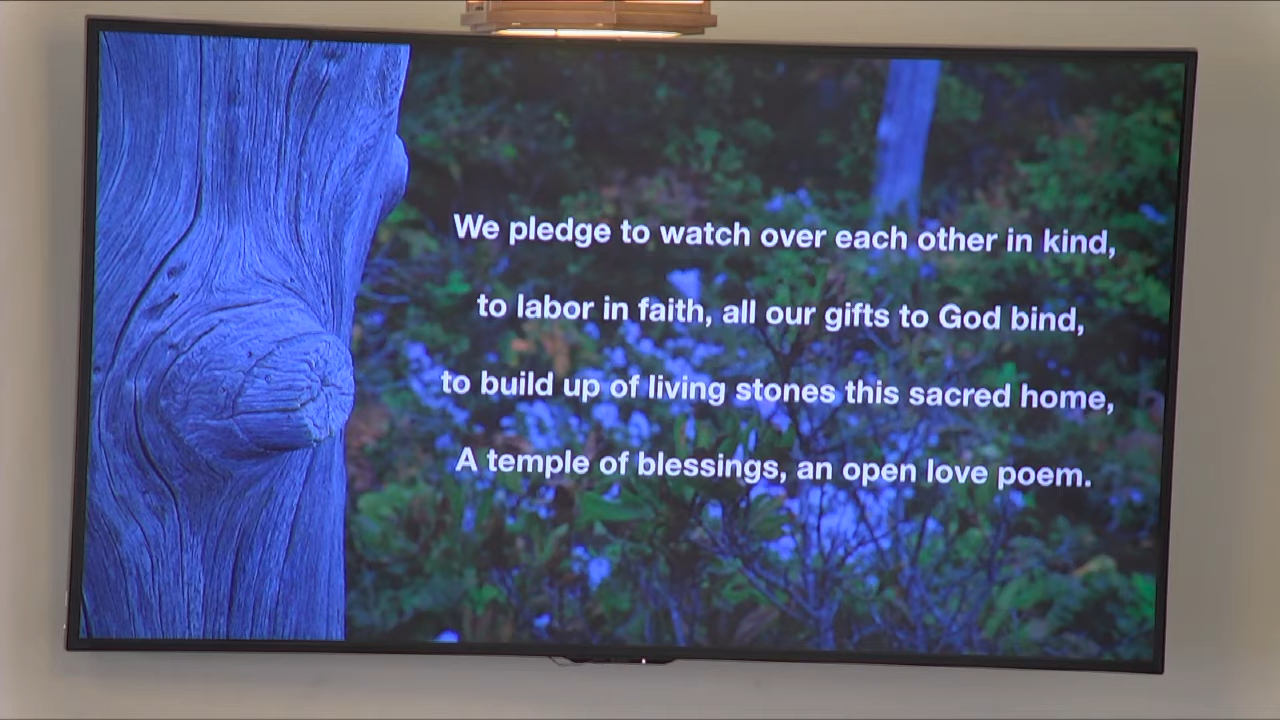 We pledge to watch over each other in kind,
to labor in faith, all our gifts to God bind,
to build up of living stones this sacred home,
A temple of blessings, an open love poem.